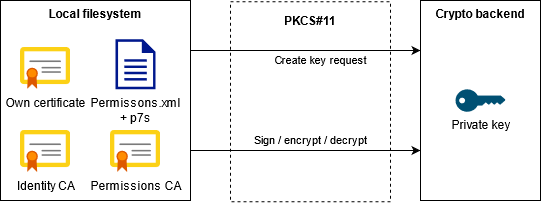 Local filesystem
PKCS#11
Crypto backend
Create key request
Own certificate
Permissons.xml
+ p7s
Private key
Sign / encrypt / decrypt
Identity CA
Permissions CA